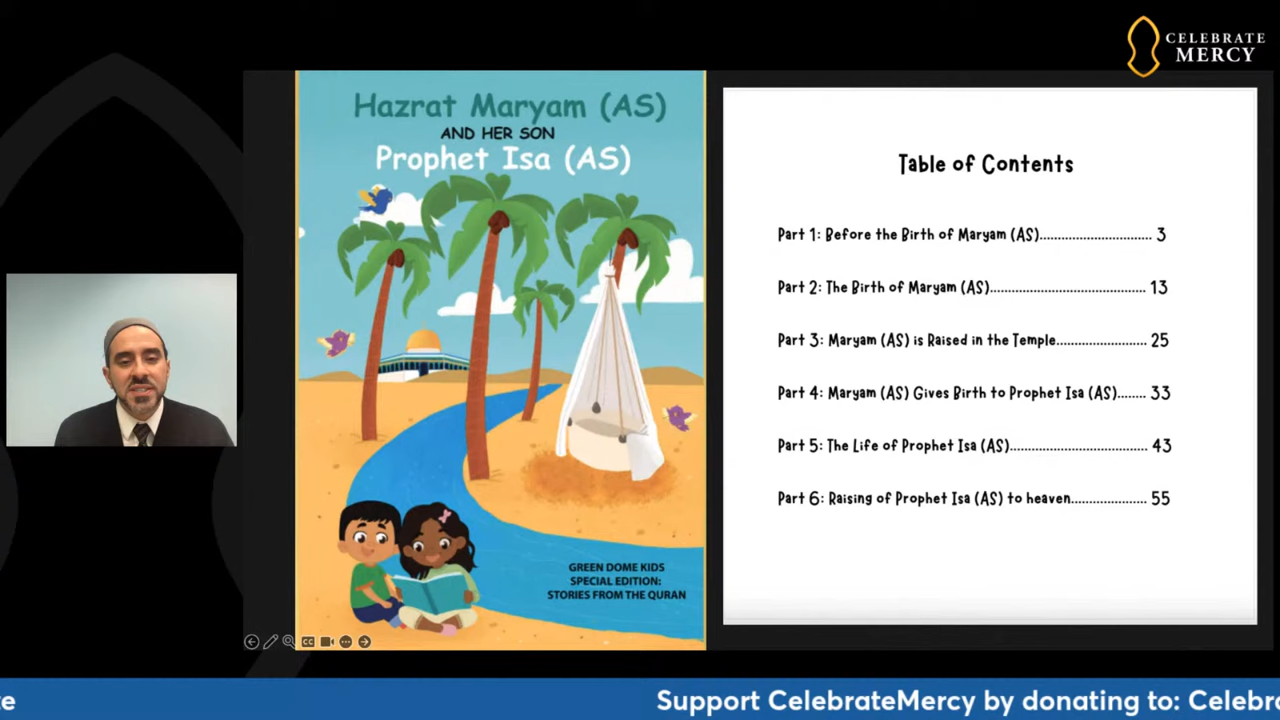 CELEBRATE
MERCY
Hazrat Maryam (AS)
AND HER SON
Prophet Isa (AS)
GREEN DOME KIDS
SPECIAL EDITION:
STORIES FROM THE QURAN
Table of Contents
Part 1: Before the Birth of Maryam (AS)............................. 3
Part 2: The Birth of Maryam (AS)......................................... 13
Part 3: Maryam (AS) is Raised in the Temple........................ 25
Part 4: Maryam (AS) Gives Birth to Prophet Isa (AS)........ 33
Part 5: The Life of Prophet Isa (AS).................................... 43
Part 6: Raising of Prophet Isa (AS) to heaven..................... 55
CC
Support CelebrateMercy by donating to: Celebra